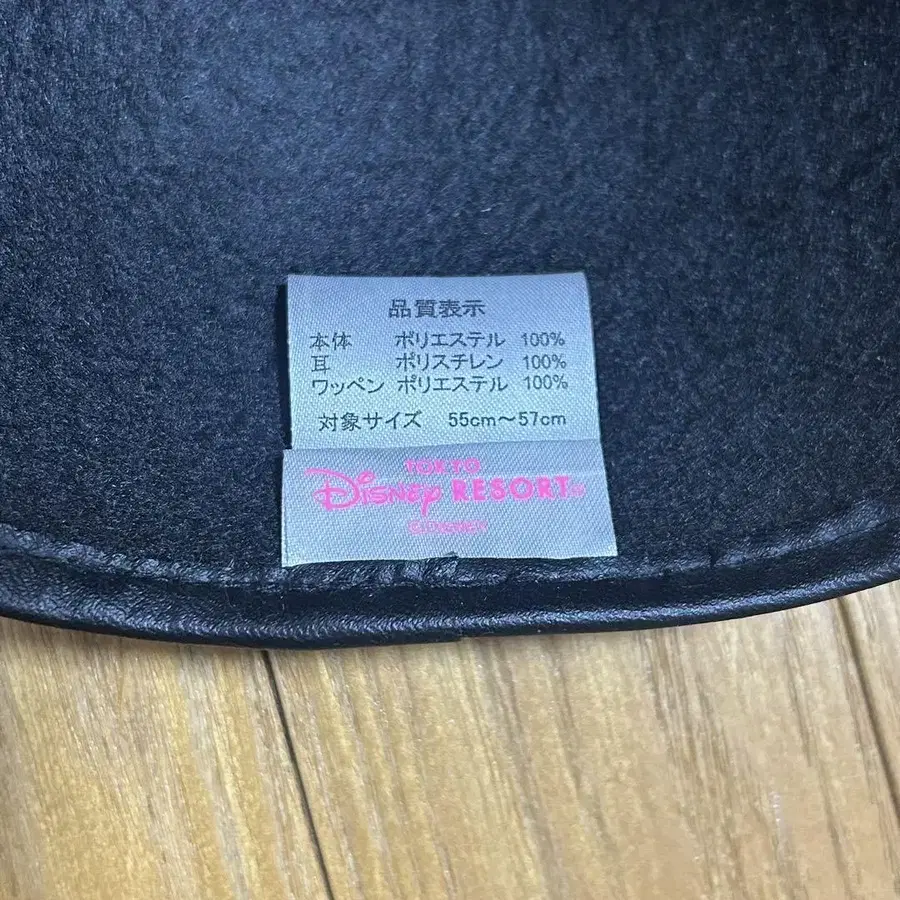 品質表示
本体 ポリエステル 100%
耳 ポリスチレン 100%
ワッペン ポリエステル 100%
対象サイズ 55cm～57cm
TOKYO
DISNEY RESORT®
©DISNEY